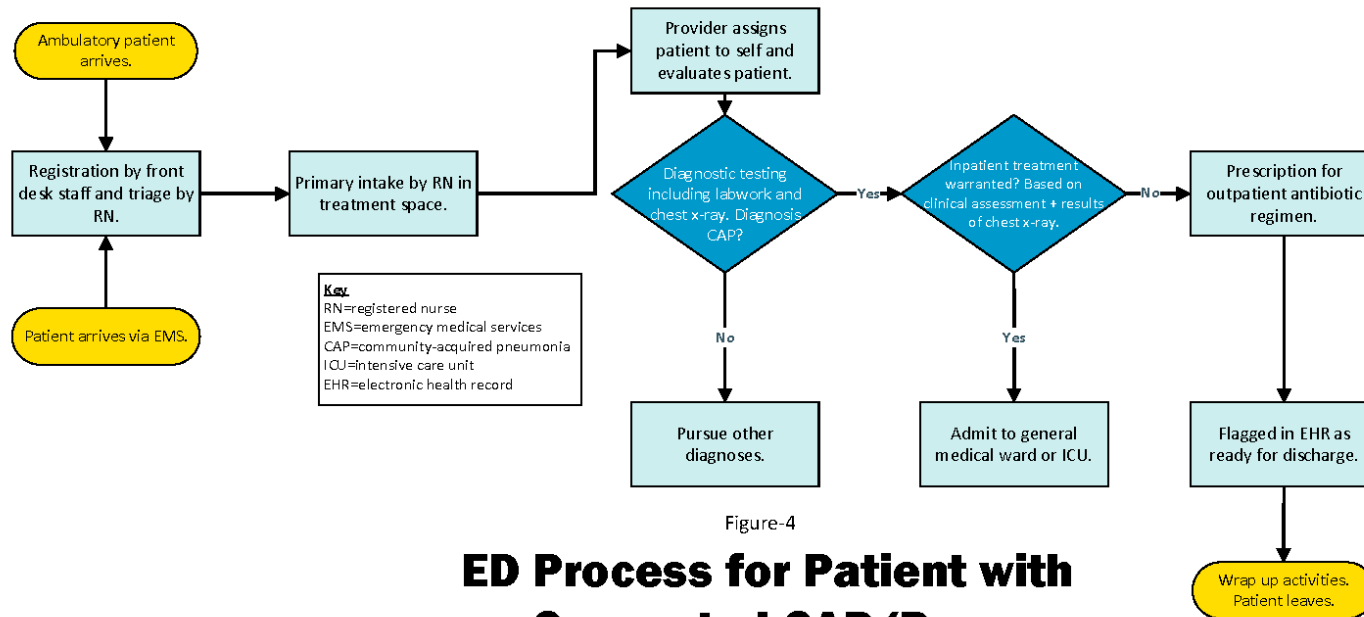 Ambulatory patient
arrives.
Registration by front
desk staff and triage by
RN.
Patient arrives via EMS.
Primary intake by RN in
treatment space.
Key
RN=registered nurse
EMS=emergency medical services
CAP=community-acquired pneumonia
ICU=intensive care unit
EHR=electronic health record
Provider assigns
patient to self and
evaluates patient.
Diagnostic testing
including labwork and
chest x-ray. Diagnosis
CAP?
Yes
No
Pursue other
diagnoses.
Inpatient treatment
warranted? Based on
clinical assessment + results
of chest x-ray.
Yes
Admit to general
medical ward or ICU.
No
Prescription for
outpatient antibiotic
regimen.
Flagged in EHR as
ready for discharge.
Wrap up activities.
Patient leaves.
Figure-4
ED Process for Patient with